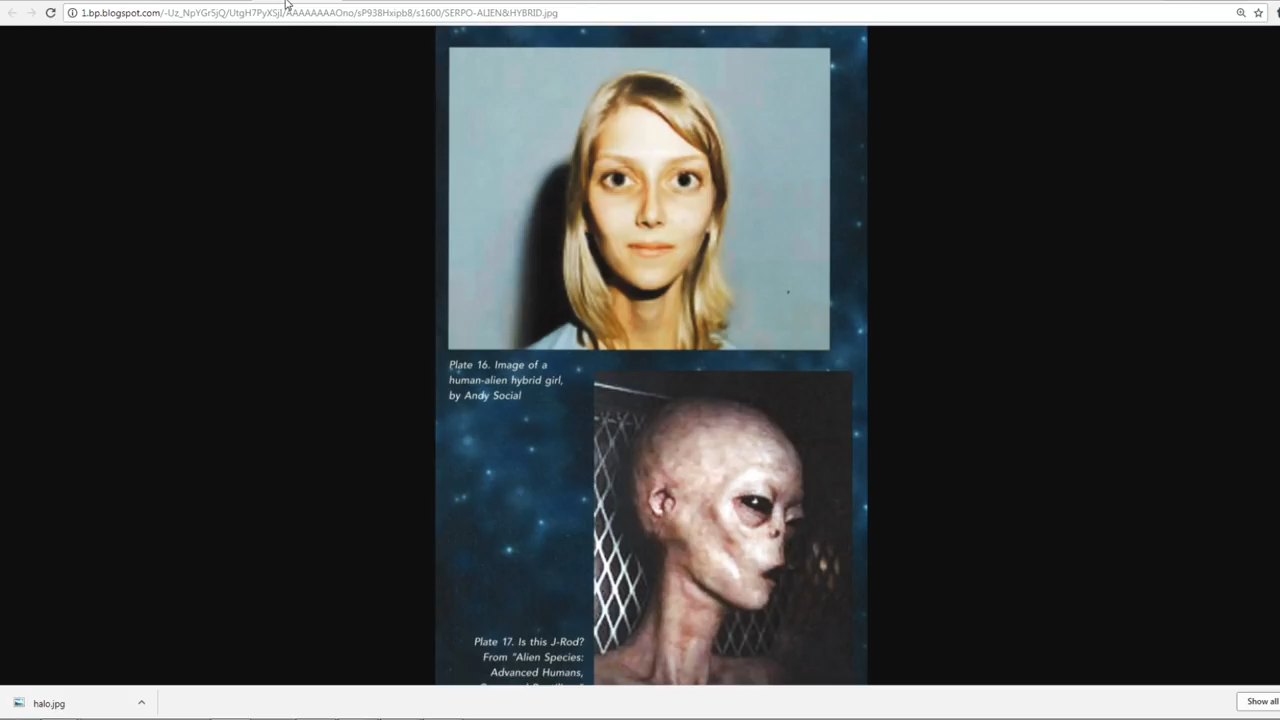 1.bp.blogspot.com/-Uz_NpYGr5jQ/UtgH7PyXSjI/AAAAAAAAOno/sP938Hxipb8/s1600/SERPO-ALIEN&HYBRID.jpg
Plate 16. Image of a
human-alien hybrid girl,
by Andy Social
Plate 17. Is this J-Rod?
From "Alien Species:
Advanced Humans,
halo.jpg
Show all